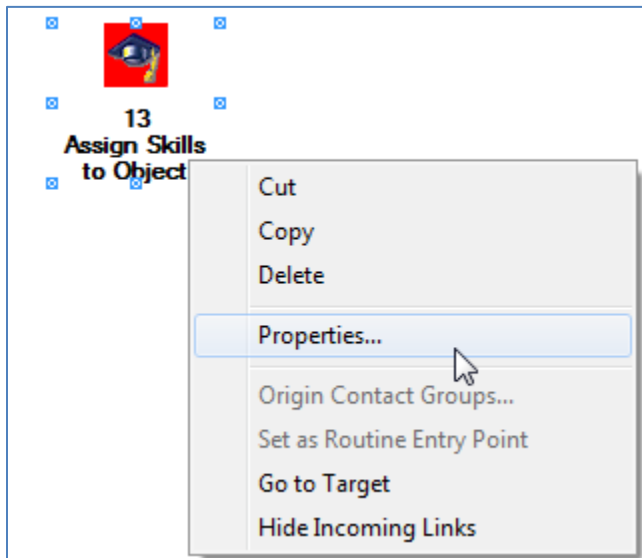 13
Assign Skills
to Object
Cut
Copy
Delete
Properties...
Origin Contact Groups...
Set as Routine Entry Point
Go to Target
Hide Incoming Links